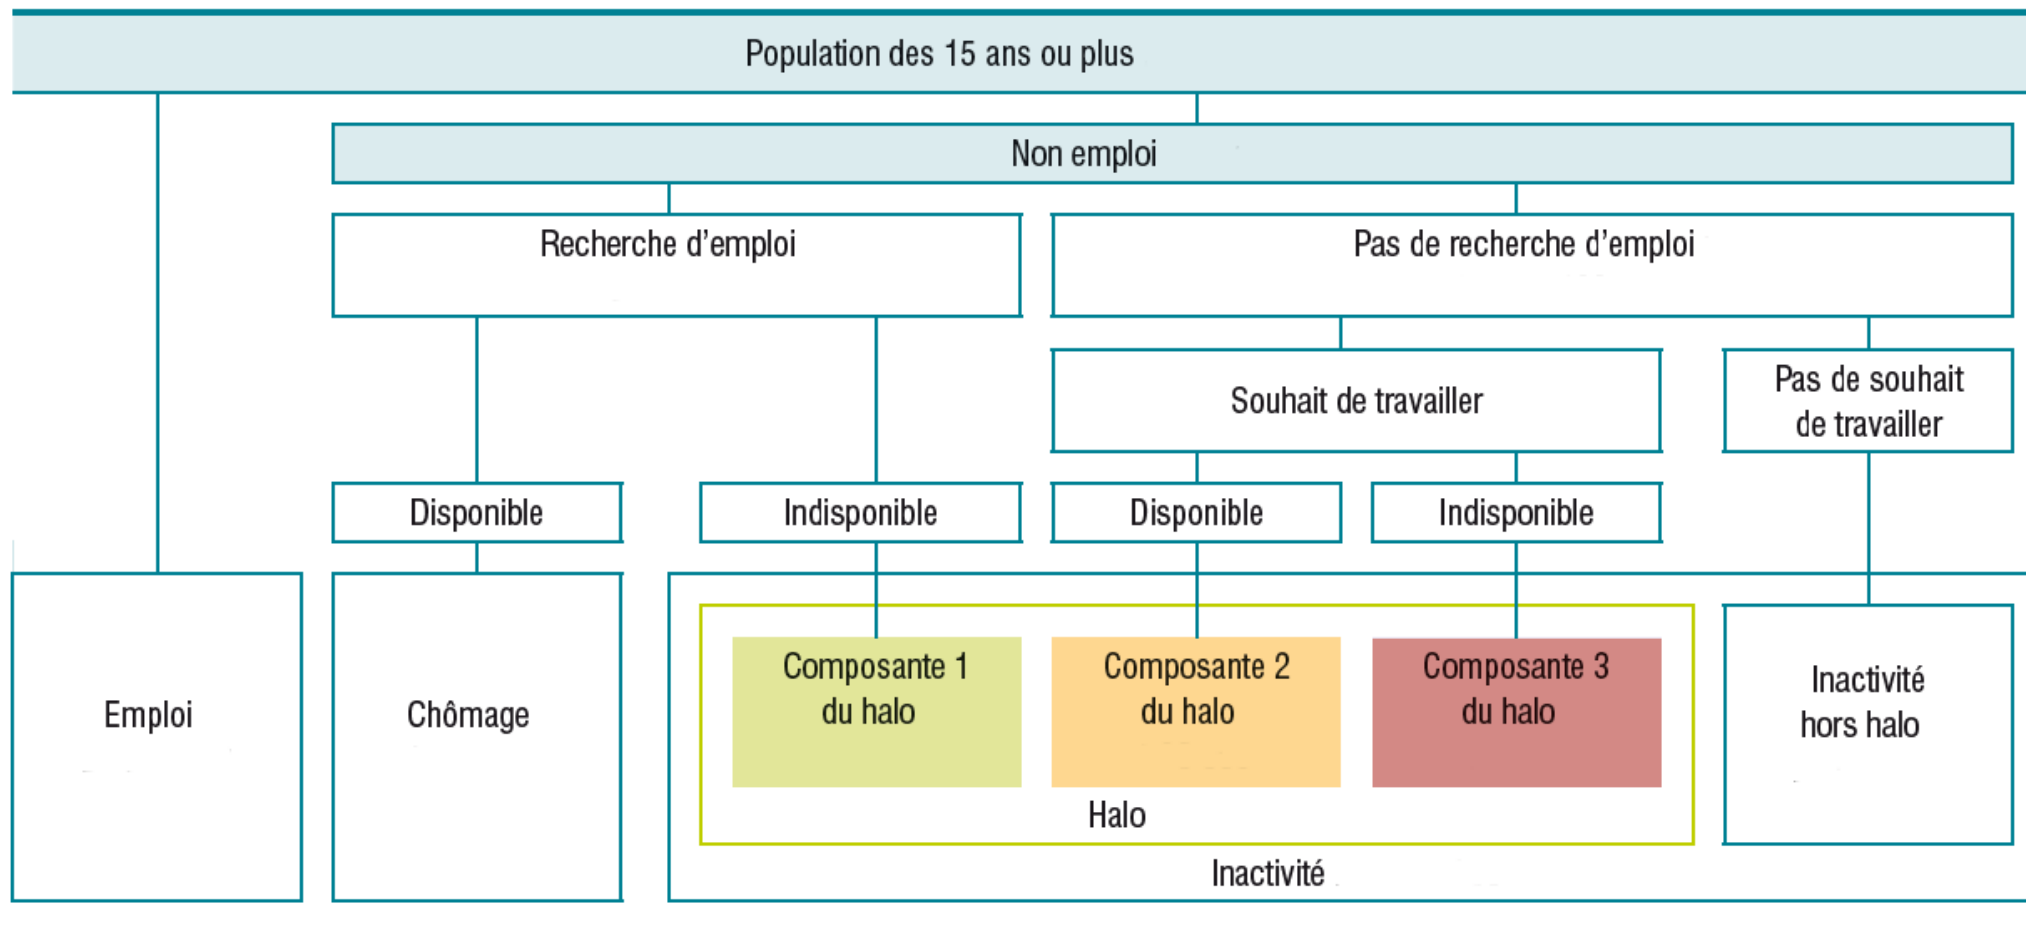 Population des 15 ans ou plus
Non emploi
Recherche d'emploi
Pas de recherche d'emploi
Souhait de travailler
Pas de souhait
de travailler
Disponible
Indisponible
Disponible
Indisponible
Emploi
Chômage
Composante 1
du halo
Composante 2
du halo
Composante 3
du halo
Inactivité
hors halo
Halo
Inactivité